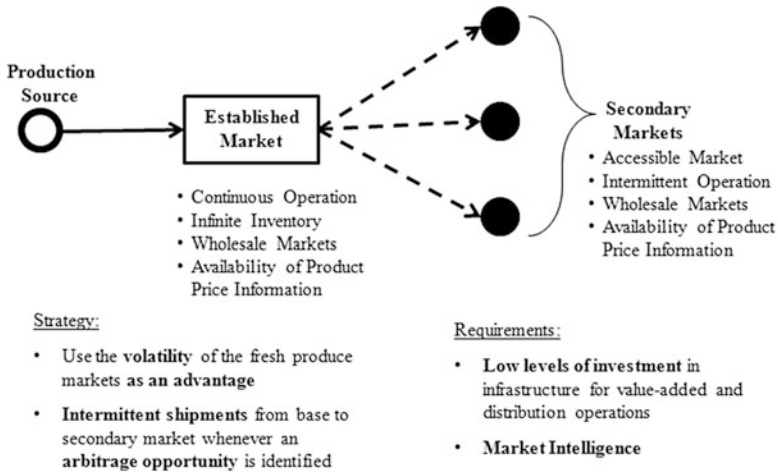 Production
Source
Established
Market
• Continuous Operation
• Infinite Inventory
• Wholesale Markets
• Availability of Product
Price Information
Secondary
Markets
• Accessible Market
• Intermittent Operation
• Wholesale Markets
• Availability of Product
Price Information
Strategy:
• Use the volatility of the fresh produce
markets as an advantage
• Intermittent shipments from base to
secondary market whenever an
arbitrage opportunity is identified
Requirements:
• Low levels of investment in
infrastructure for value-added and
distribution operations
• Market Intelligence